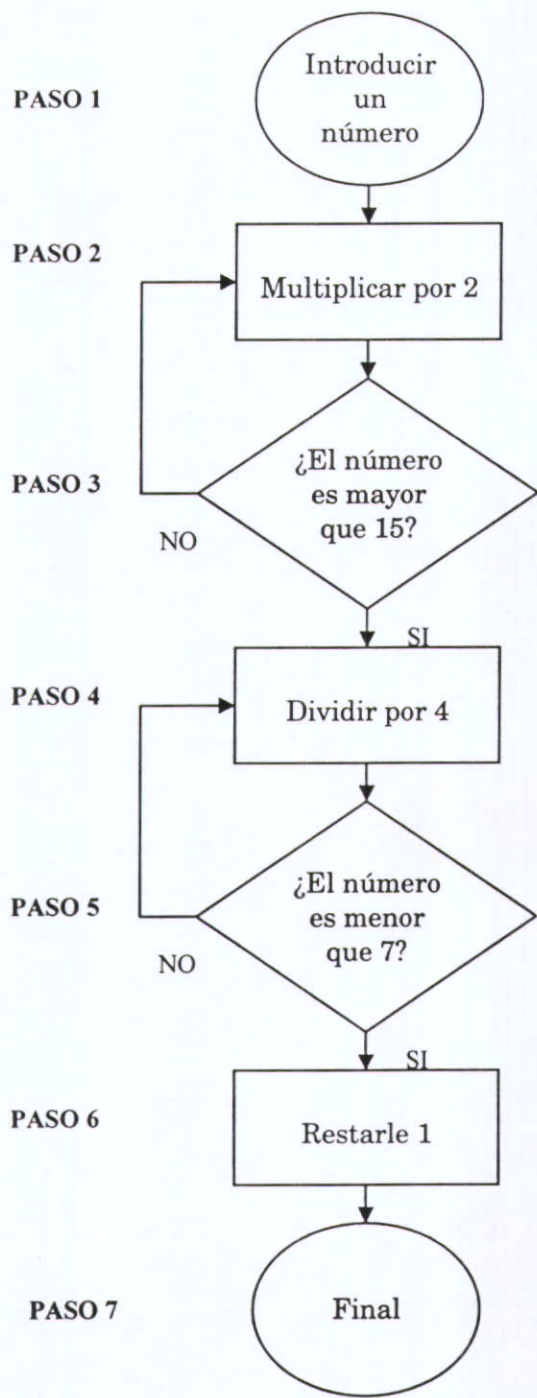 PASO 1
Introducir
un
número
PASO 2
Multiplicar por 2
PASO 3
¿El número
es mayor
que 15?
NO
SI
PASO 4
Dividir por 4
PASO 5
¿El número
es menor
que 7?
NO
SI
PASO 6
Restarle 1
PASO 7
Final